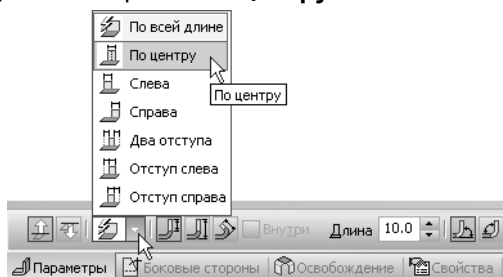 По всей длине
По центру
Слева
По центру
Справа
Два отступа
Отступ слева
Отступ справа
Внутри Длина 10.0
Параметры Боковые стороны Освобождение Свойства